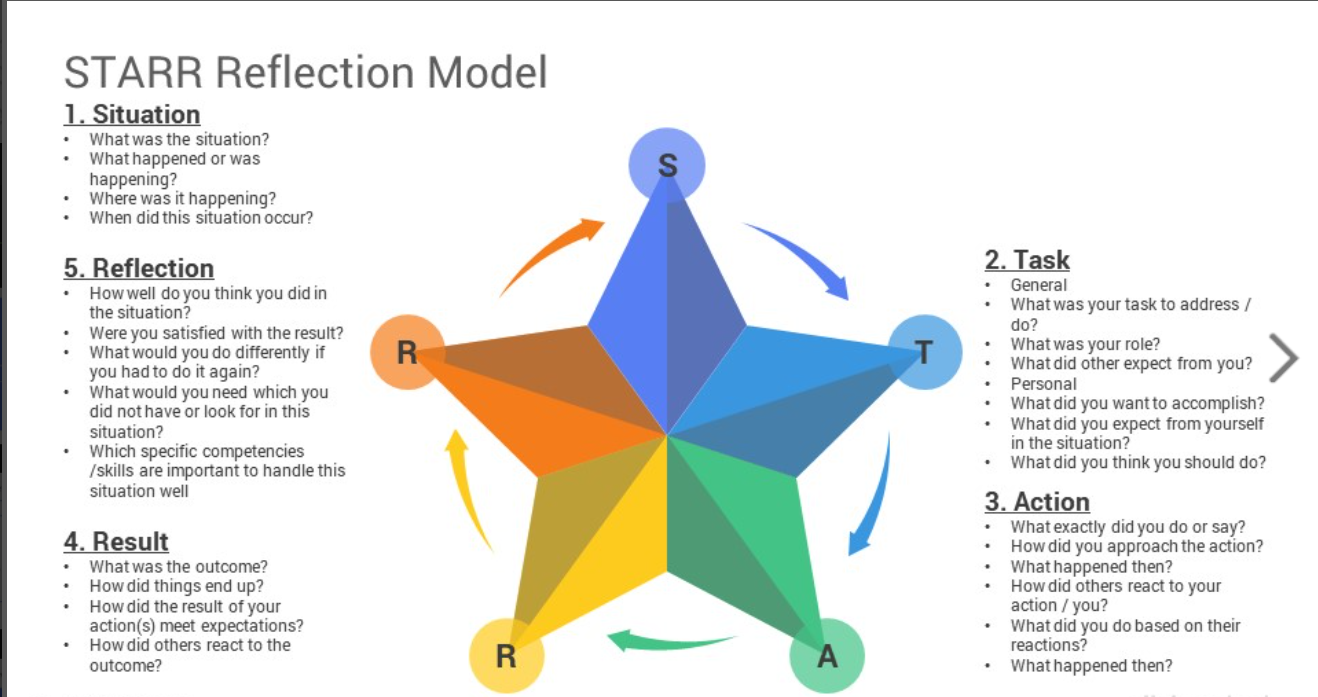 STARR Reflection Model
1. Situation
• What was the situation?
• What happened or was
happening?
• Where was it happening?
• When did this situation occur?
5. Reflection
• How well do you think you did in
the situation?
• Were you satisfied with the result?
• What would you do differently if
you had to do it again?
• What would you need which you
did not have or look for in this
situation?
• Which specific competencies
/skills are important to handle this
situation well
4. Result
• What was the outcome?
• How did things end up?
• How did the result of your
action(s) meet expectations?
• How did others react to the
outcome?
S
T
A
R
R
2. Task
• General
• What was your task to address /
do?
• What was your role?
• What did other expect from you?
• Personal
• What did you want to accomplish?
• What did you expect from yourself
in the situation?
• What did you think you should do?
3. Action
• What exactly did you do or say?
• How did you approach the action?
• What happened then?
• How did others react to your
action / you?
• What did you do based on their
reactions?
• What happened then?